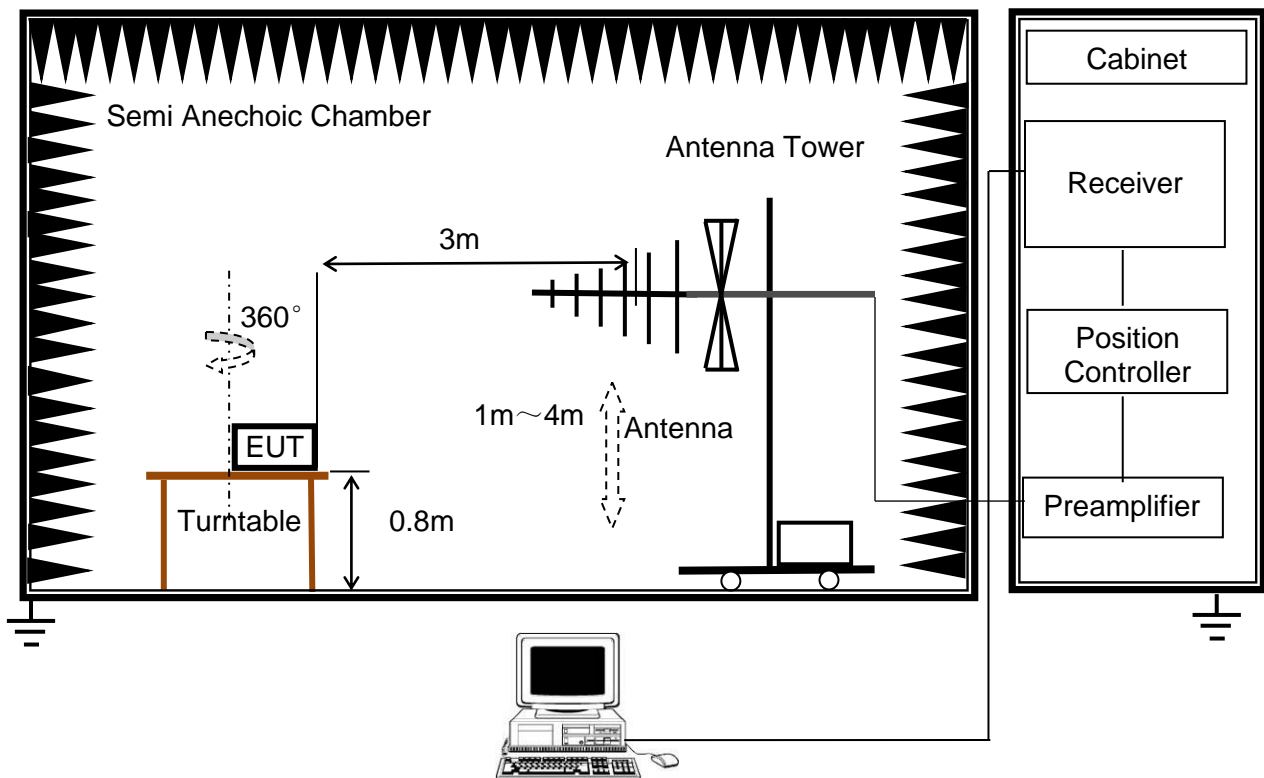 Cabinet
Semi Anechoic Chamber
Antenna Tower
Receiver
3m
360°
Position
Controller
1m～4m
Antenna
EUT
Turntable
0.8m
Preamplifier